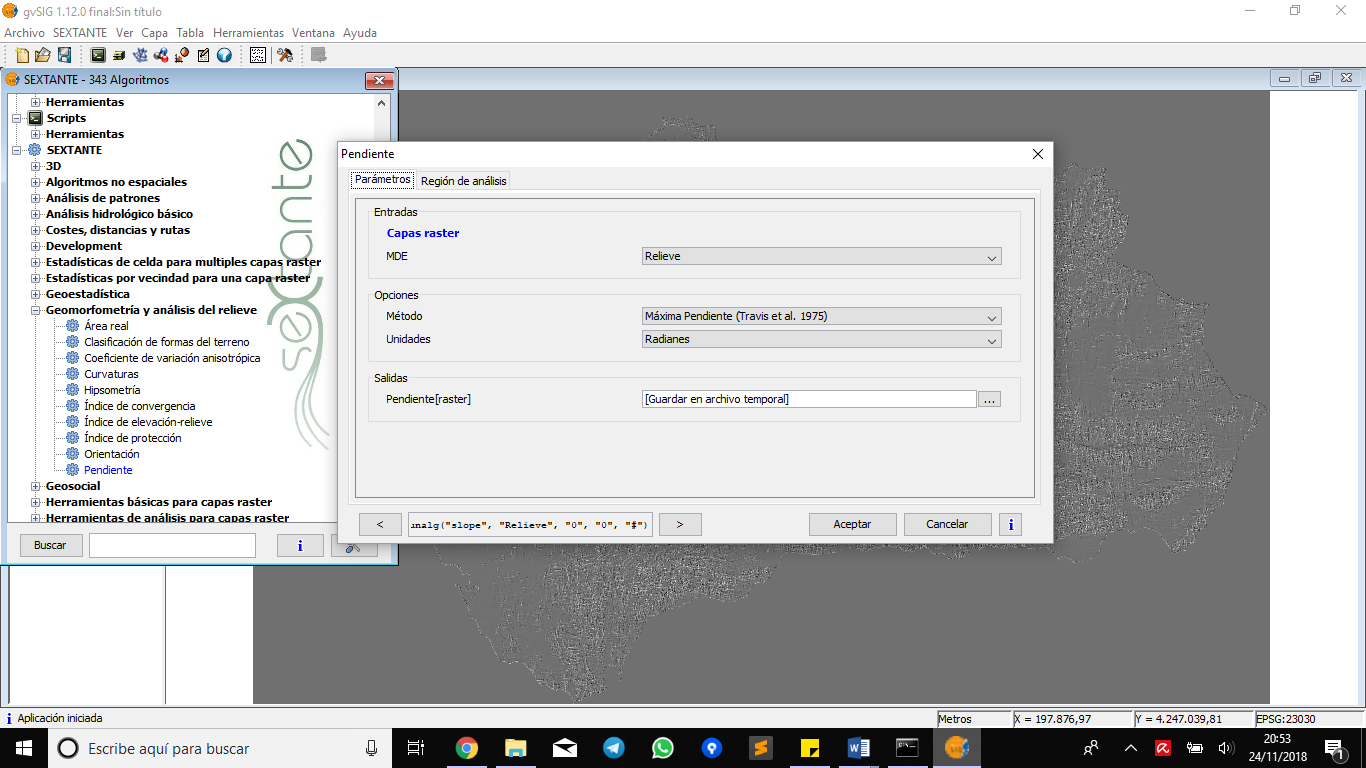 gvSIG 1.12.0 final:Sin título
Archivo SEXTANTE Ver Capa Tabla Herramientas Ventana Ayuda
SEXTANTE - 343 Algoritmos
Herramientas
Scripts
Herramientas
SEXTANTE
3D
Algoritmos no espaciales
Análisis de patrones
Análisis hidrológico básico
Costes, distancias y rutas
Development
Estadísticas de celda para multiples capas raster
Estadísticas por vecindad para una capa raster
Geoestadística
Geomorfometría y análisis del relieve
Área real
Clasificación de formas del terreno
Coeficiente de variación anisotrópica
Curvaturas
Hipsometría
Índice de convergencia
Índice de elevación-relieve
Índice de protección
Orientación
Pendiente
Geosocial
Herramientas básicas para capas raster
Herramientas de análisis para capas raster
sextante
Buscar
i
Pendiente
Parámetros Región de análisis
Entradas
Capas raster
MDE Relieve
Opciones
Método Máxima Pendiente (Travis et al. 1975)
Unidades Radianes
Salidas
Pendiente[raster] [Guardar en archivo temporal] ...
< nalg("slope", "Relieve", "0", "0", "#") > Aceptar Cancelar i
Aplicación iniciada
Metros X = 197.876,97 Y = 4.247.039,81 EPSG:23030
Escribe aquí para buscar
20:53
24/11/2018
1